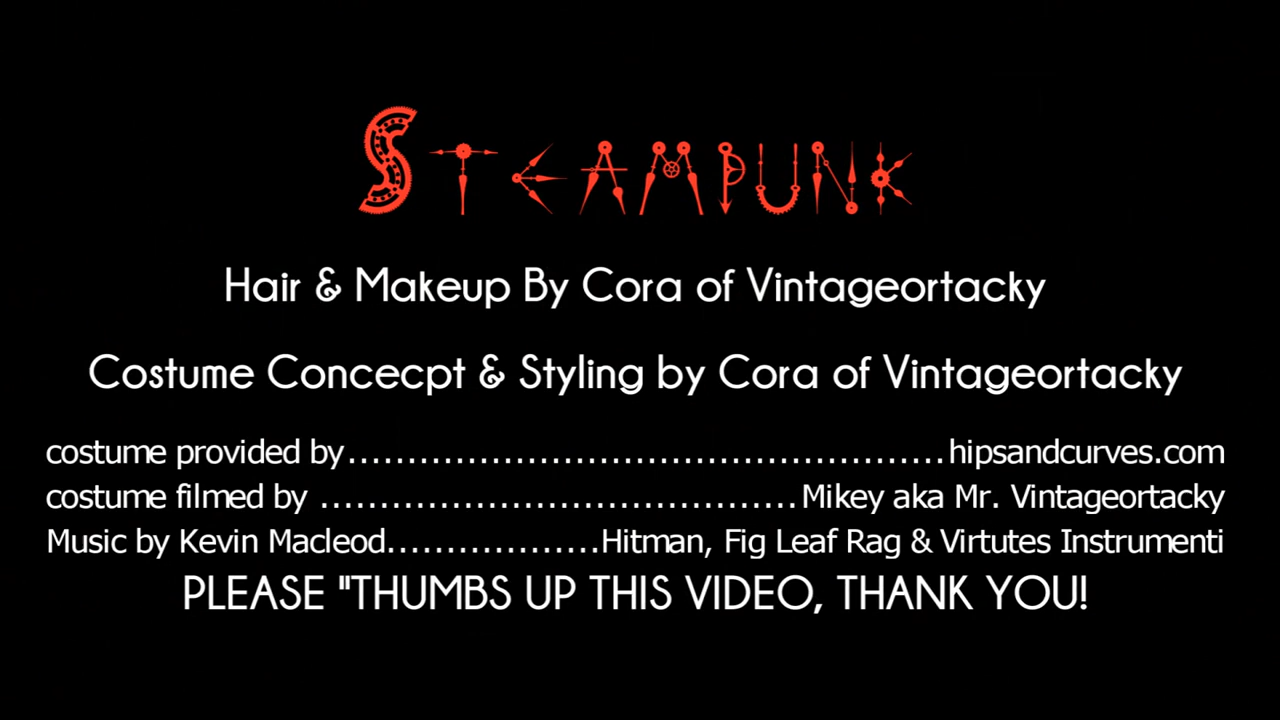 STEAMPUNK
Hair & Makeup By Cora of Vintageortacky
Costume Concecpt & Styling by Cora of Vintageortacky
costume provided by..................................................hipsandcurves.com
costume filmed by ........................................Mikey aka Mr. Vintageortacky
Music by Kevin Macleod..................Hitman, Fig Leaf Rag & Virtutes Instrumenti
PLEASE "THUMBS UP THIS VIDEO, THANK YOU!